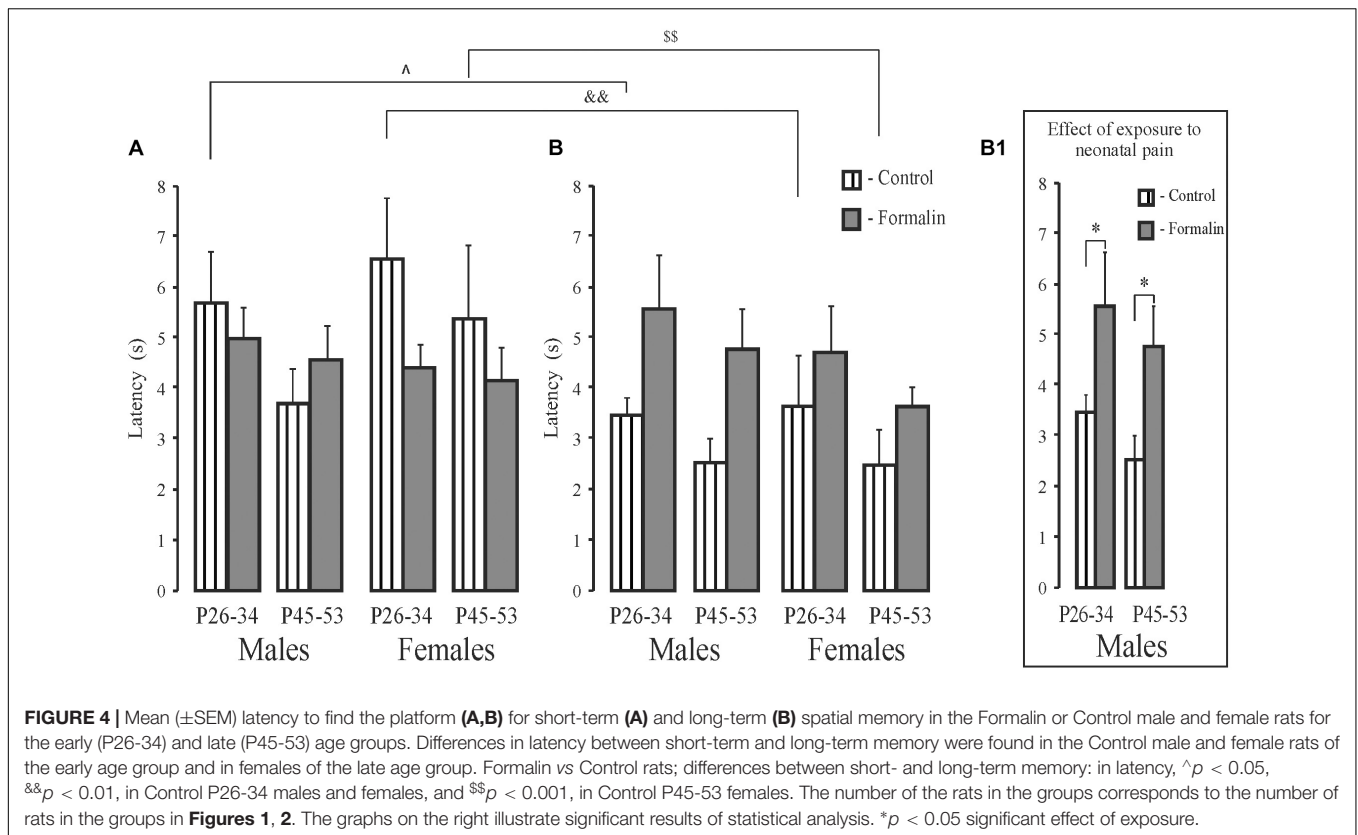 $$
^
&&
A
B
B1
Effect of exposure to
neonatal pain
- Control
- Formalin
- Control
- Formalin
*
*
Latency (s)
8
7
6
5
4
3
2
1
0
P26-34 P45-53 P26-34 P45-53
Males Females
Latency (s)
8
7
6
5
4
3
2
1
0
P26-34 P45-53 P26-34 P45-53
Males Females
8
7
6
5
4
3
2
1
0
P26-34 P45-53
Males
FIGURE 4 | Mean (±SEM) latency to find the platform (A,B) for short-term (A) and long-term (B) spatial memory in the Formalin or Control male and female rats for
the early (P26-34) and late (P45-53) age groups. Differences in latency between short-term and long-term memory were found in the Control male and female rats of
the early age group and in females of the late age group. Formalin vs Control rats; differences between short- and long-term memory: in latency, ^p < 0.05,
&&p < 0.01, in Control P26-34 males and females, and $$p < 0.001, in Control P45-53 females. The number of the rats in the groups corresponds to the number of
rats in the groups in Figures 1, 2. The graphs on the right illustrate significant results of statistical analysis. *p < 0.05 significant effect of exposure.